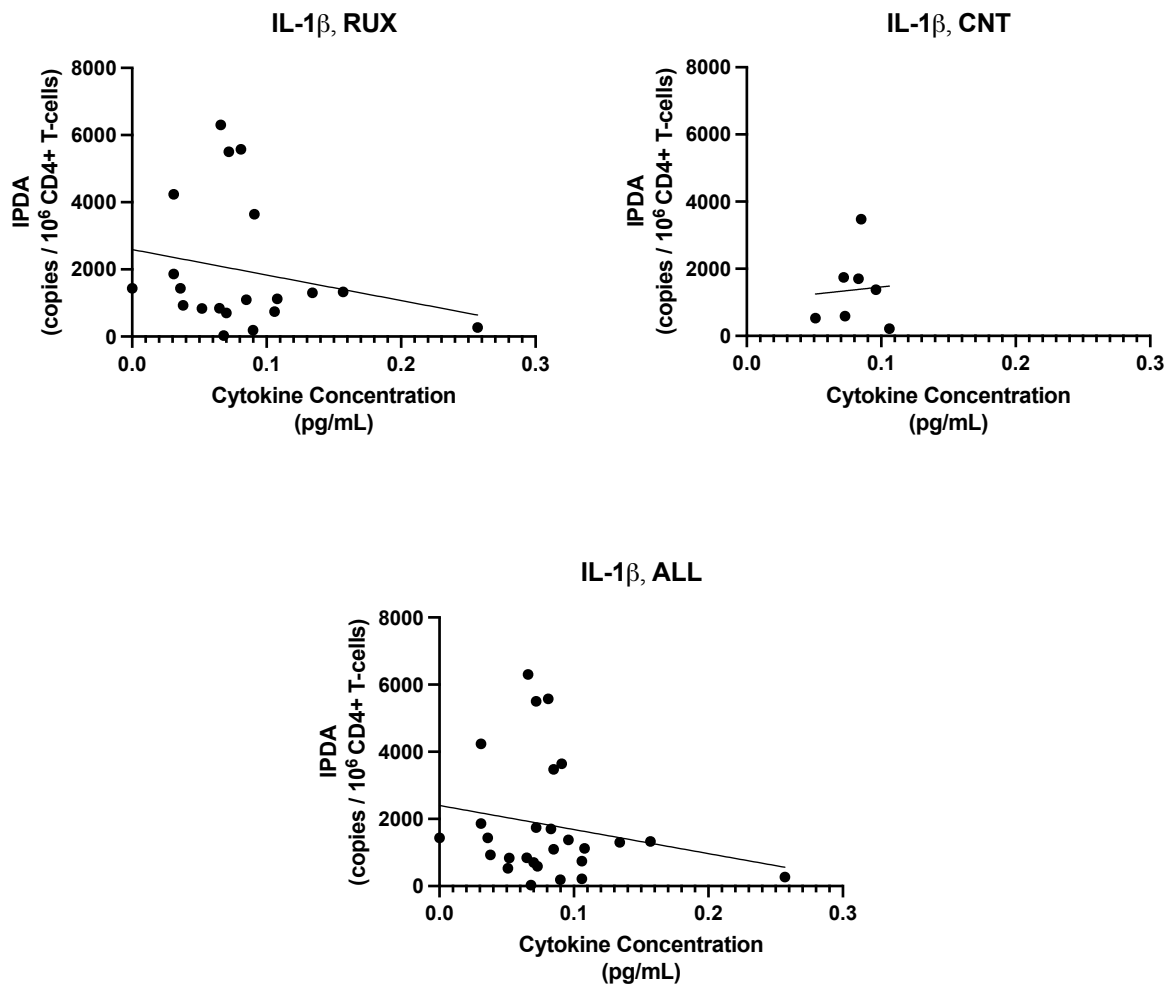 IL-1β, RUX
IPDA
(copies / 10⁶ CD4+ T-cells)
8000
6000
4000
2000
0
0.0 0.1 0.2 0.3
Cytokine Concentration
(pg/mL)
IL-1β, CNT
IPDA
(copies / 10⁶ CD4+ T-cells)
8000
6000
4000
2000
0
0.0 0.1 0.2 0.3
Cytokine Concentration
(pg/mL)
IL-1β, ALL
IPDA
(copies / 10⁶ CD4+ T-cells)
8000
6000
4000
2000
0
0.0 0.1 0.2 0.3
Cytokine Concentration
(pg/mL)